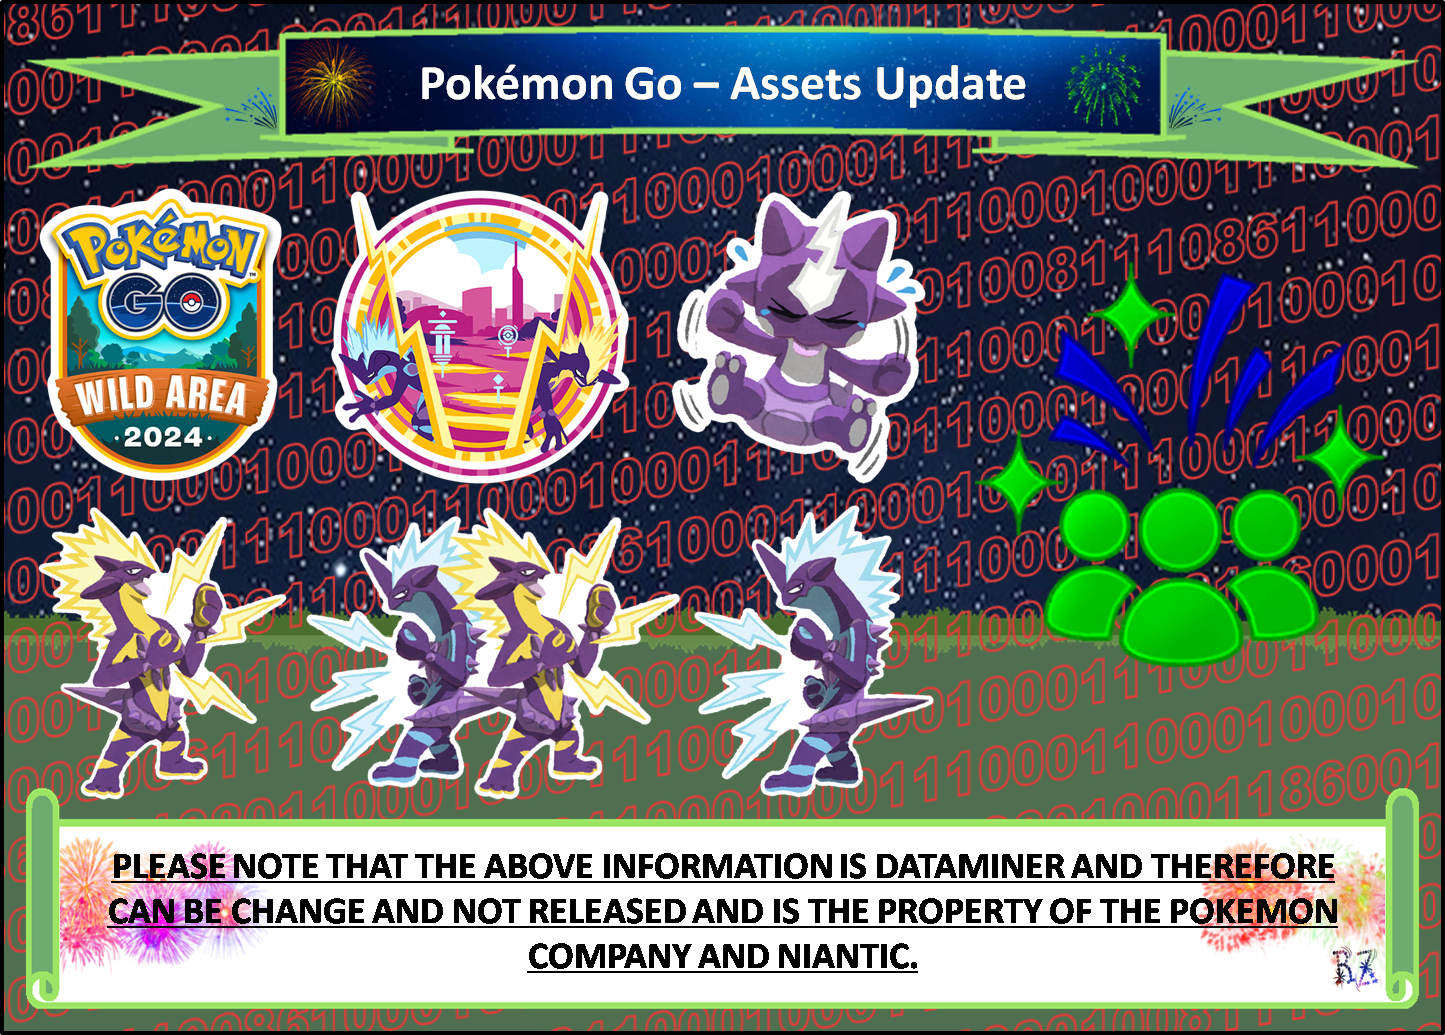 Pokémon Go – Assets Update
POKéMON
GO
WILD AREA
·2024·
PLEASE NOTE THAT THE ABOVE INFORMATION IS DATAMINER AND THEREFORE
CAN BE CHANGE AND NOT RELEASED AND IS THE PROPERTY OF THE POKEMON
COMPANY AND NIANTIC.
RZ